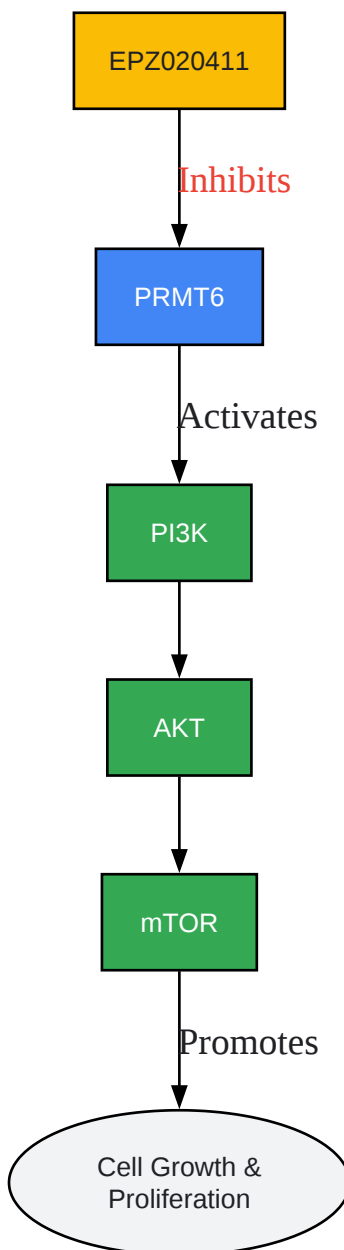 EPZ020411
Inhibits
PRMT6
Activates
PI3K
AKT
mTOR
Promotes
Cell Growth &
Proliferation